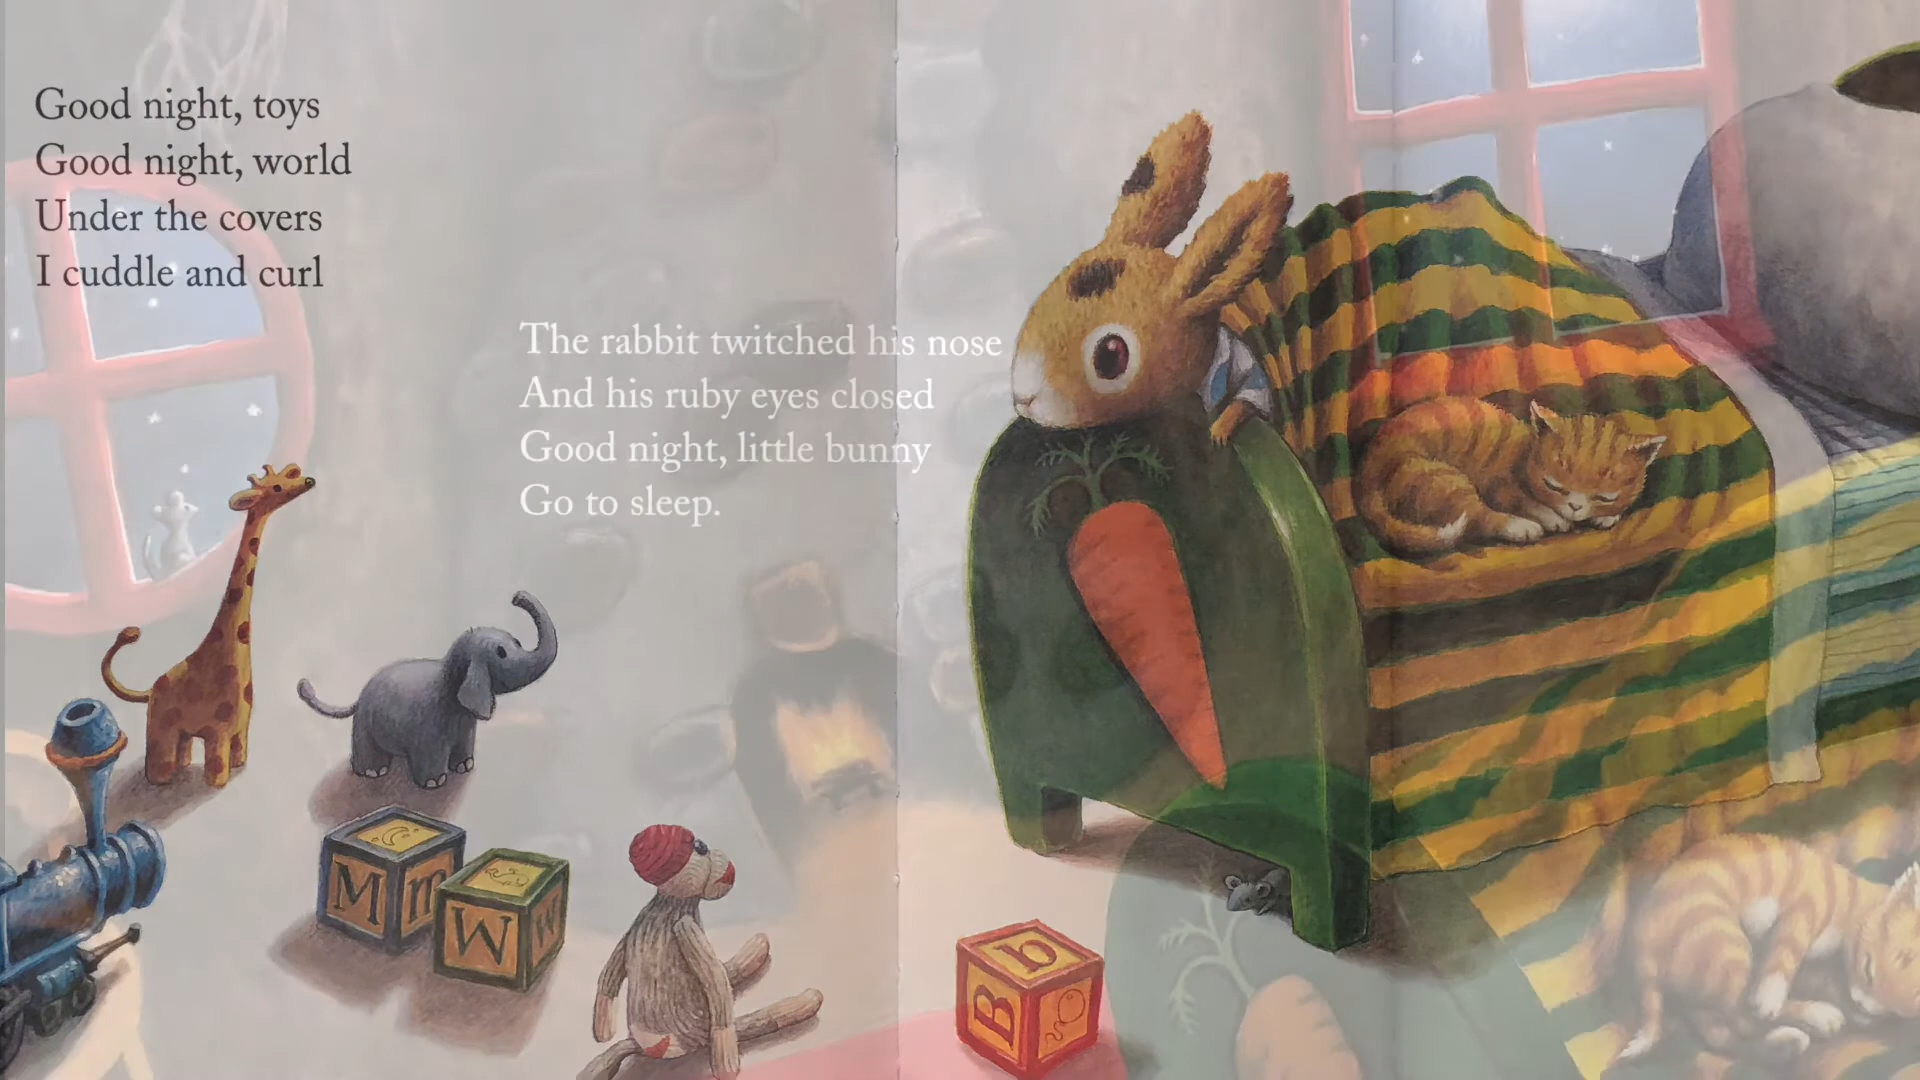 Good night, toys
Good night, world
Under the covers
I cuddle and curl
The rabbit twitched his nose
And his ruby eyes closed
Good night, little bunny
Go to sleep.
M m
W w
b
B